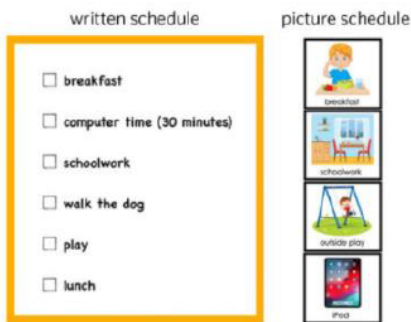 written schedule
breakfast
computer time (30 minutes)
schoolwork
walk the dog
play
lunch
picture schedule
breakfast
schoolwork
outside play
iPad